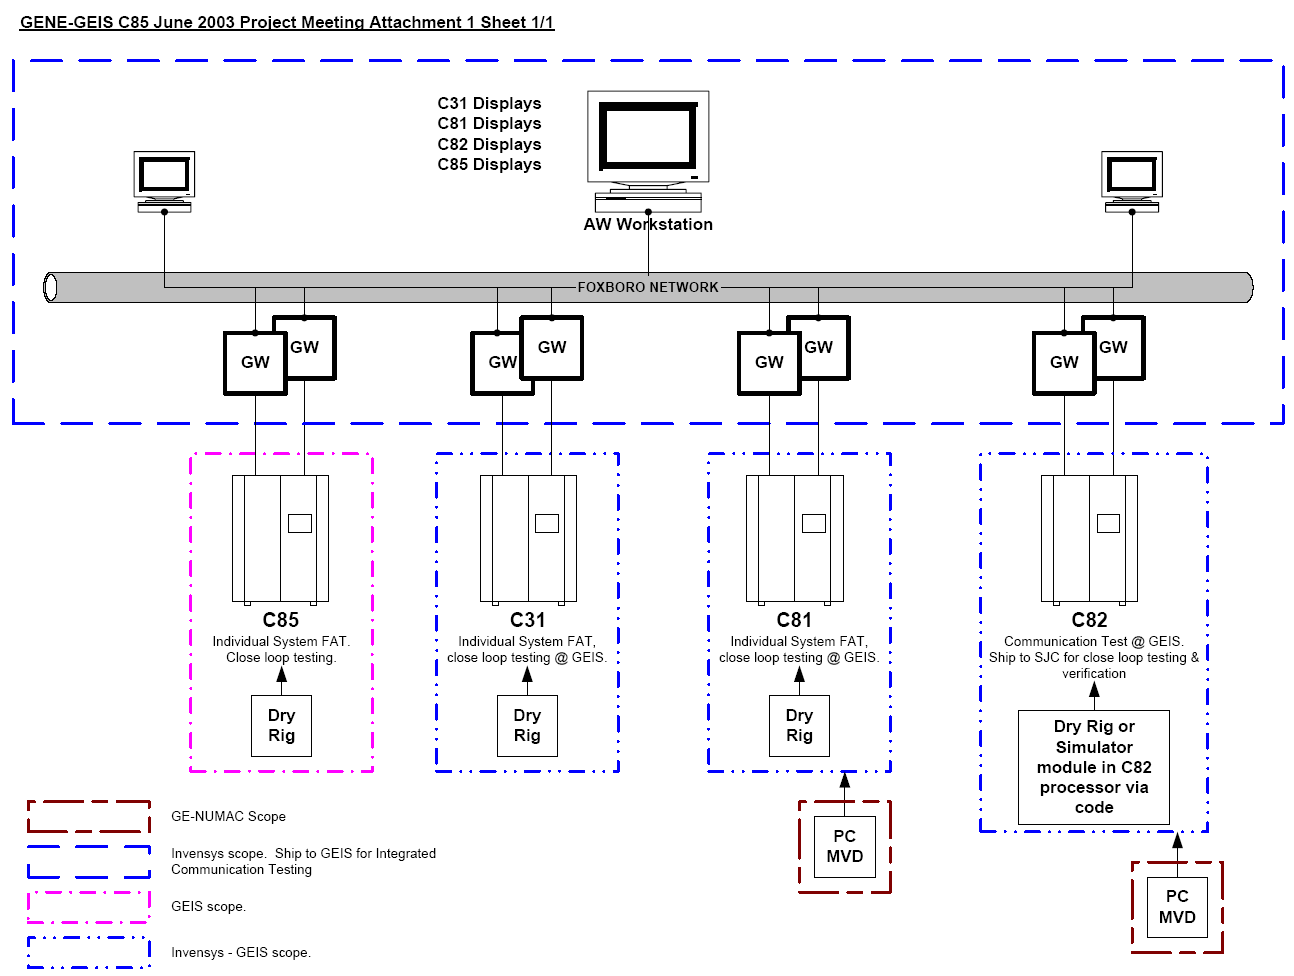 GENE-GEIS C85 June 2003 Project Meeting Attachment 1 Sheet 1/1
C31 Displays
C81 Displays
C82 Displays
C85 Displays
AW Workstation
FOXBORO NETWORK
GW
GW
GW
GW
GW
GW
GW
GW
C85
Individual System FAT.
Close loop testing.
Dry
Rig
C31
Individual System FAT,
close loop testing @ GEIS.
Dry
Rig
C81
Individual System FAT,
close loop testing @ GEIS.
Dry
Rig
PC
MVD
C82
Communication Test @ GEIS.
Ship to SJC for close loop testing &
verification
Dry Rig or
Simulator
module in C82
processor via
code
PC
MVD
GE-NUMAC Scope
Invensys scope. Ship to GEIS for Integrated
Communication Testing
GEIS scope.
Invensys - GEIS scope.